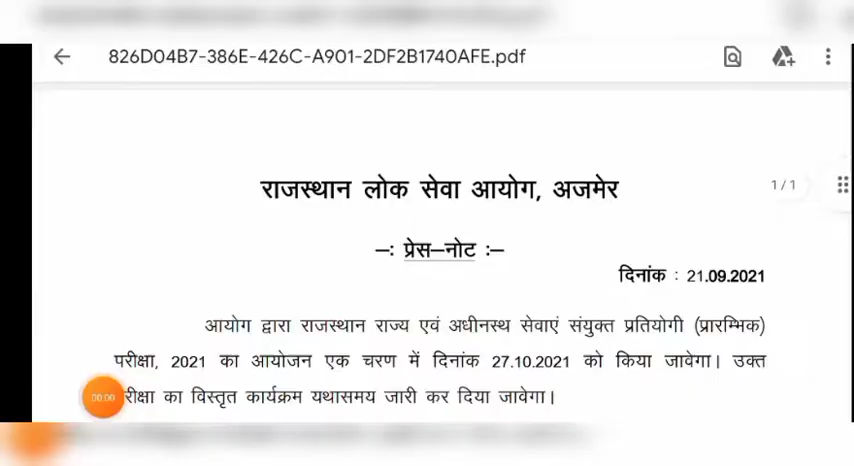 826D04B7-386E-426C-A901-2DF2B1740AFE.pdf
राजस्थान लोक सेवा आयोग, अजमेर
1/1
–: प्रेस–नोट :–
दिनांक : 21.09.2021
आयोग द्वारा राजस्थान राज्य एवं अधीनस्थ सेवाएं संयुक्त प्रतियोगी (प्रारम्भिक)
परीक्षा, 2021 का आयोजन एक चरण में दिनांक 27.10.2021 को किया जावेगा। उक्त
रीक्षा का विस्तृत कार्यक्रम यथासमय जारी कर दिया जावेगा।
00:00